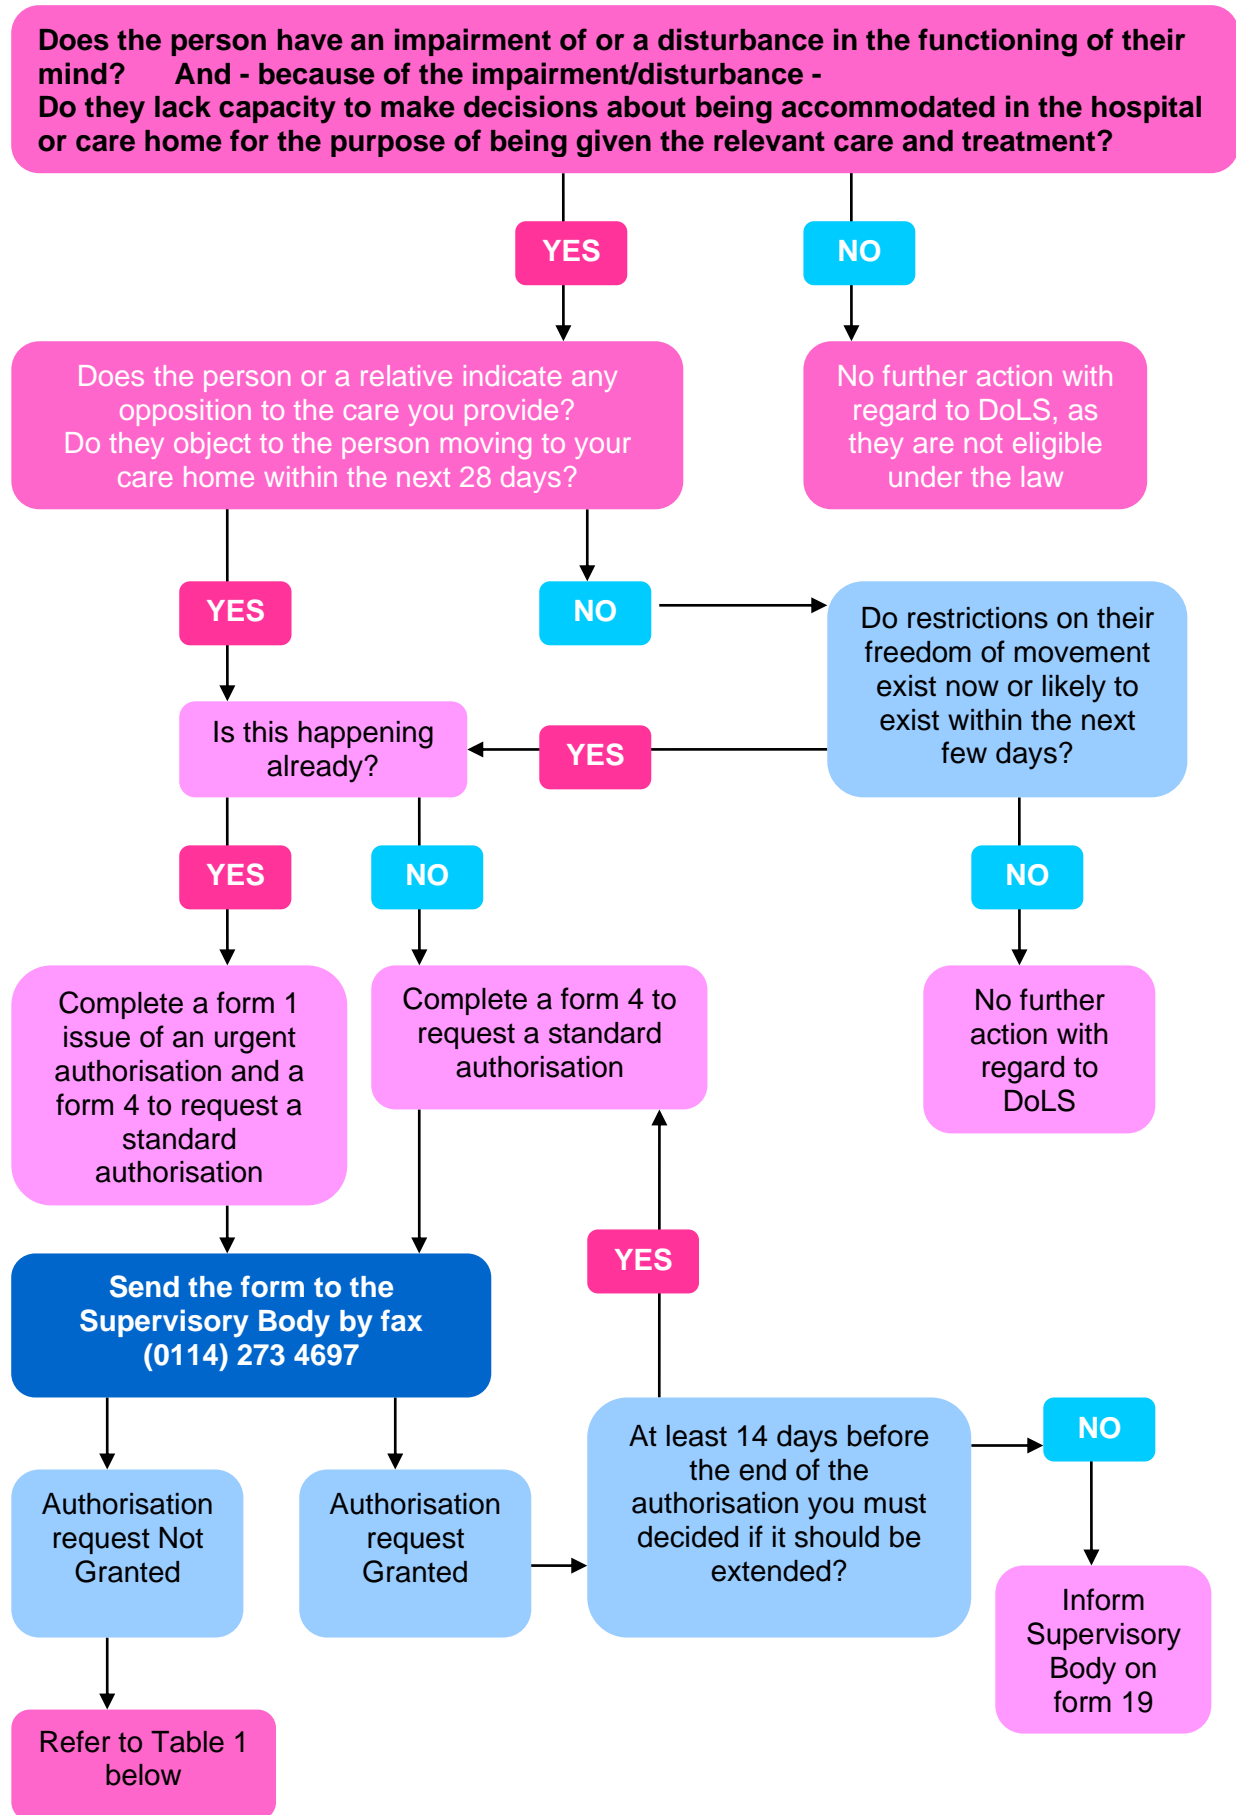 Does the person have an impairment of or a disturbance in the functioning of their
mind? And - because of the impairment/disturbance -
Do they lack capacity to make decisions about being accommodated in the hospital
or care home for the purpose of being given the relevant care and treatment?
YES
NO
Does the person or a relative indicate any
opposition to the care you provide?
Do they object to the person moving to your
care home within the next 28 days?
No further action with
regard to DoLS, as
they are not eligible
under the law
YES
NO
Do restrictions on their
freedom of movement
exist now or likely to
exist within the next
few days?
Is this happening
already?
YES
YES
NO
NO
Complete a form 1
issue of an urgent
authorisation and a
form 4 to request a
standard
authorisation
Complete a form 4 to
request a standard
authorisation
No further
action with
regard to
DoLS
YES
Send the form to the
Supervisory Body by fax
(0114) 273 4697
At least 14 days before
the end of the
authorisation you must
decided if it should be
extended?
NO
Authorisation
request Not
Granted
Authorisation
request
Granted
Inform
Supervisory
Body on
form 19
Refer to Table 1
below